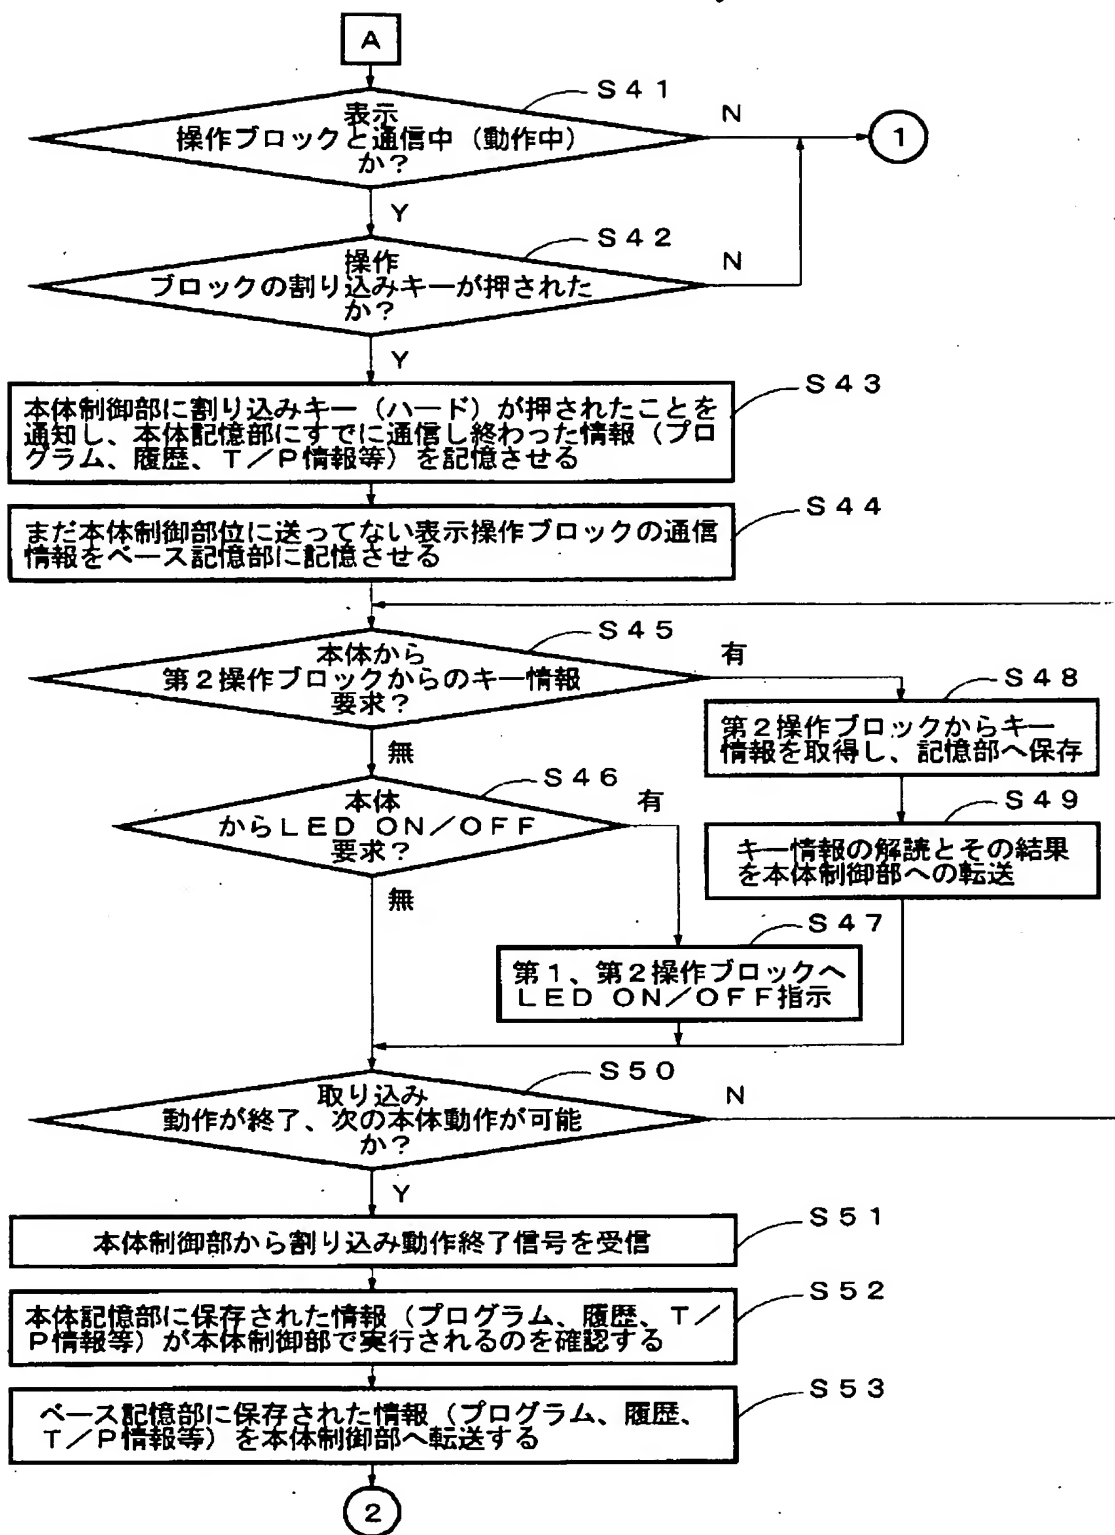 A
S41
表示
操作ブロックと通信中（動作中）
か？
N
1
Y
S42
操作
ブロックの割り込みキーが押された
か？
N
Y
S43
本体制御部に割り込みキー（ハード）が押されたことを
通知し、本体記憶部にすでに通信し終わった情報（プロ
グラム、履歴、T／P情報等）を記憶させる
S44
まだ本体制御部位に送ってない表示操作ブロックの通信
情報をベース記憶部に記憶させる
S45
本体から
第2操作ブロックからのキー情報
要求？
有
無
S48
第2操作ブロックからキー
情報を取得し、記憶部へ保存
S46
本体
からLED ON／OFF
要求？
有
無
S49
キー情報の解読とその結果
を本体制御部への転送
S47
第1、第2操作ブロックへ
LED ON／OFF指示
S50
取り込み
動作が終了、次の本体動作が可能
か？
N
Y
S51
本体制御部から割り込み動作終了信号を受信
S52
本体記憶部に保存された情報（プログラム、履歴、T／
P情報等）が本体制御部で実行されるのを確認する
S53
ベース記憶部に保存された情報（プログラム、履歴、
T／P情報等）を本体制御部へ転送する
2